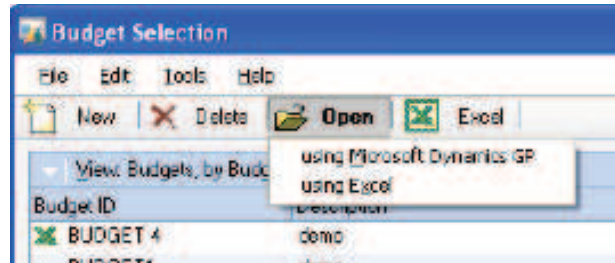 Budget Selection
File Edit Tools Help
New Delete Open Excel
View: Budgets, by Budg
using Microsoft Dynamics GP
using Excel
Budget ID Description
BUDGET 4 demo